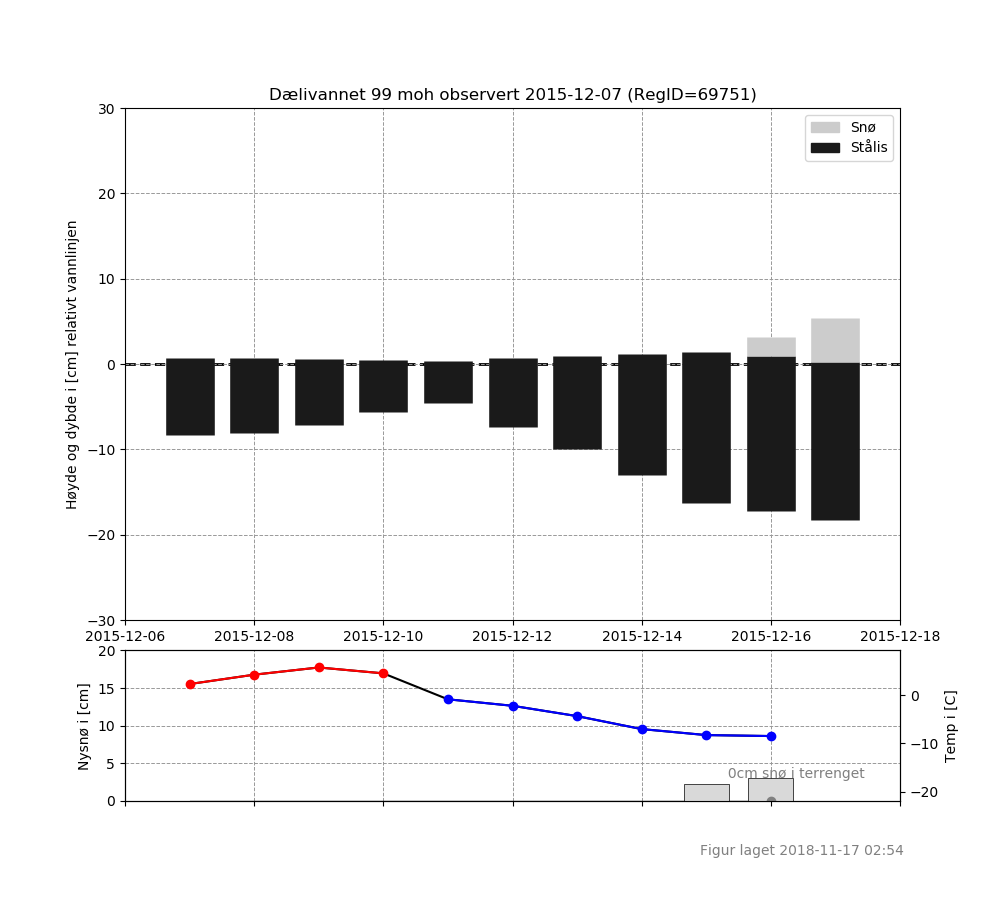 Dælivannet 99 moh observert 2015-12-07 (RegID=69751)
Snø
Stålis
Høyde og dybde i [cm] relativt vannlinjen
30
20
10
0
−10
−20
−30
2015-12-06 2015-12-08 2015-12-10 2015-12-12 2015-12-14 2015-12-16 2015-12-18
Nysnø i [cm]
20
15
10
5
0
0cm snø i terrenget
0
−10
−20
Temp i [C]
Figur laget 2018-11-17 02:54